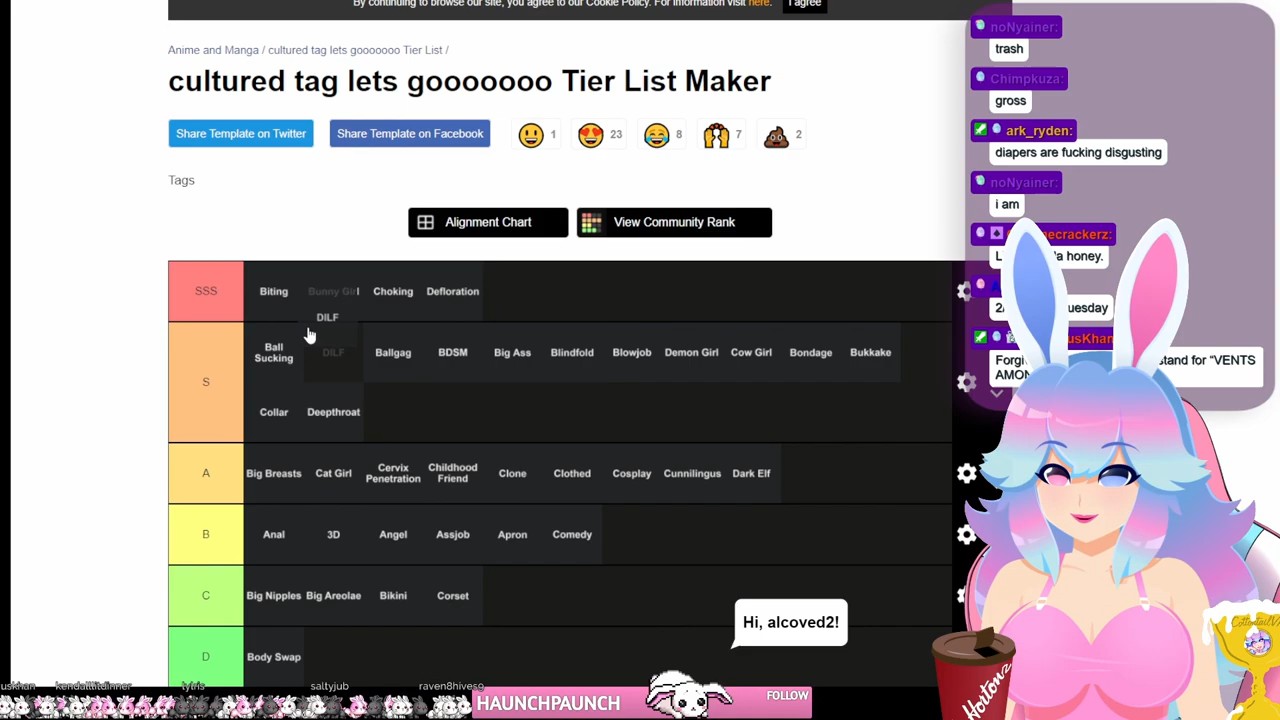 By continuing to browse our site, you agree to our Cookie Policy. For information visit here. I agree
Anime and Manga / cultured tag lets gooooooo Tier List /
cultured tag lets gooooooo Tier List Maker
Share Template on Twitter
Share Template on Facebook
1
23
8
7
2
Tags
Alignment Chart
View Community Rank
SSS
Biting
Bunny Girl
Choking
Defloration
DILF
S
Ball
Sucking
DILF
Ballgag
BDSM
Big Ass
Blindfold
Blowjob
Demon Girl
Cow Girl
Bondage
Bukkake
Collar
Deepthroat
A
Big Breasts
Cat Girl
Cervix
Penetration
Childhood
Friend
Clone
Clothed
Cosplay
Cunnilingus
Dark Elf
B
Anal
3D
Angel
Assjob
Apron
Comedy
C
Big Nipples
Big Areolae
Bikini
Corset
D
Body Swap
noNyainer:
trash
Chimpkuza:
gross
ark_ryden:
diapers are fucking disgusting
noNyainer:
i am
honey.
stand for "VENTS
Hi, alcoved2!
uskhan
kendallldinner
lylris
saltyjub
raven8hives9
HAUNCHPAUNCH
FOLLOW
Hortonz